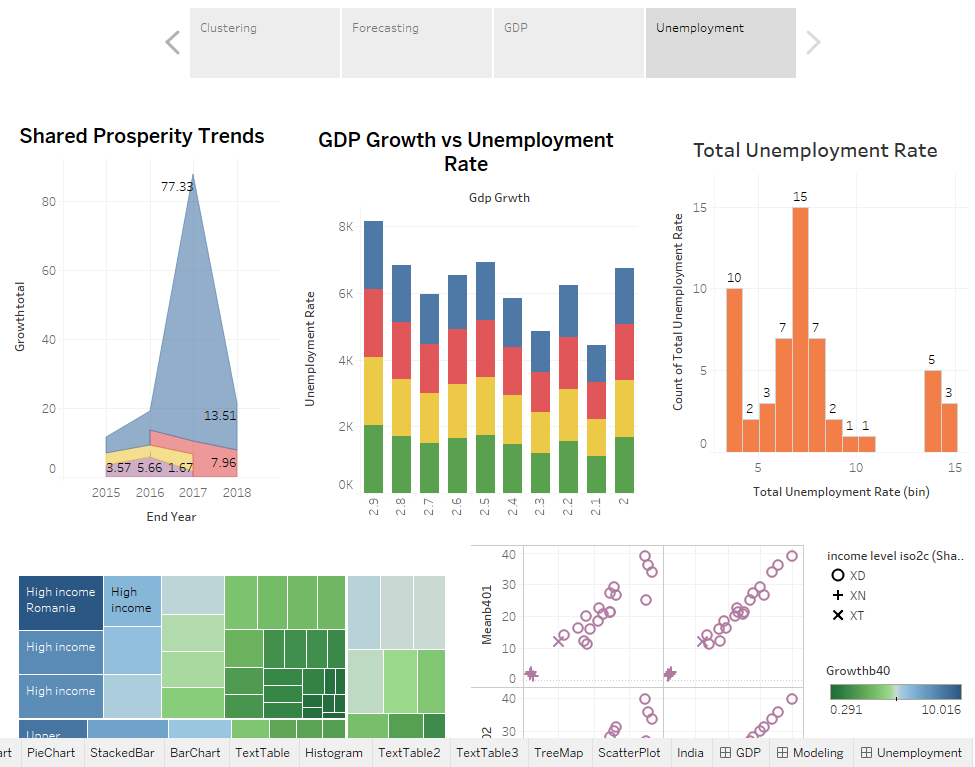 Clustering
Forecasting
GDP
Unemployment
Shared Prosperity Trends
Growthtotal
80
60
40
20
0
77.33
13.51
3.57
5.66
1.67
7.96
2015
2016
2017
2018
End Year
GDP Growth vs Unemployment
Rate
Gdp Grwth
Unemployment Rate
8K
6K
4K
2K
0K
2.9
2.8
2.7
2.6
2.5
2.4
2.3
2.2
2.1
2
Total Unemployment Rate
Count of Total Unemployment Rate
15
10
5
0
10
2
3
7
15
7
2
1
1
5
3
5
10
15
Total Unemployment Rate (bin)
High income
Romania
High income
High income
High
income
Upper
Meanb401
40
30
20
10
0
40
30
income level iso2c (Sha..
XD
XN
XT
Growthb40
0.291
10.016
art
PieChart
StackedBar
BarChart
TextTable
Histogram
TextTable2
TextTable3
TreeMap
ScatterPlot
India
GDP
Modeling
Unemployment